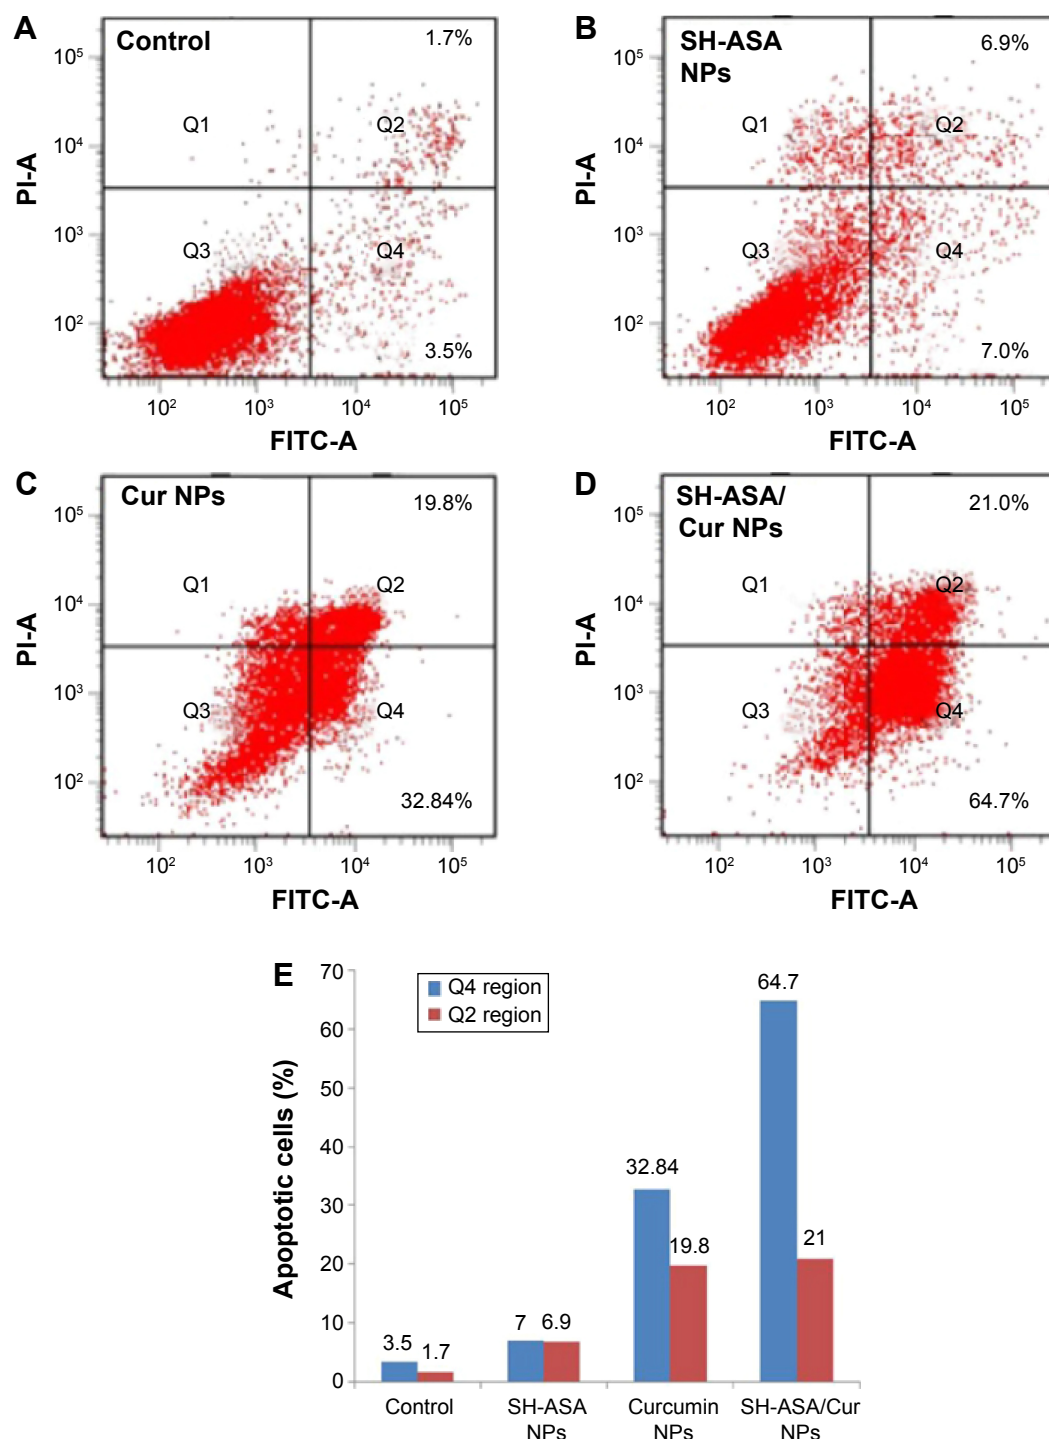 A
Control
1.7%
Q1
Q2
Q3
Q4
3.5%
10⁵
10⁴
10³
10²
PI-A
10²
10³
10⁴
10⁵
FITC-A
B
SH-ASA
NPs
6.9%
Q1
Q2
Q3
Q4
7.0%
10⁵
10⁴
10³
10²
PI-A
10²
10³
10⁴
10⁵
FITC-A
C
Cur NPs
19.8%
Q1
Q2
Q3
Q4
32.84%
10⁵
10⁴
10³
10²
PI-A
10²
10³
10⁴
10⁵
FITC-A
D
SH-ASA/
Cur NPs
21.0%
Q1
Q2
Q3
Q4
64.7%
10⁵
10⁴
10³
10²
PI-A
10²
10³
10⁴
10⁵
FITC-A
E
Q4 region
Q2 region
Apoptotic cells (%)
70
60
50
40
30
20
10
0
3.5
1.7
7
6.9
32.84
19.8
64.7
21
Control
SH-ASA
NPs
Curcumin
NPs
SH-ASA/Cur
NPs